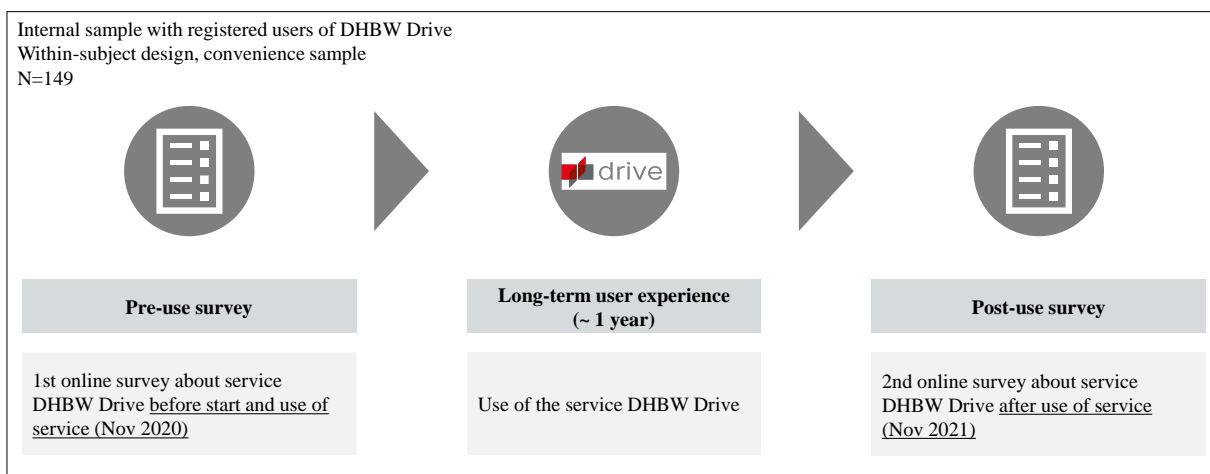 Internal sample with registered users of DHBW Drive
Within-subject design, convenience sample
N=149
drive
Pre-use survey
Long-term user experience
(~ 1 year)
Post-use survey
1st online survey about service
DHBW Drive before start and use of
service (Nov 2020)
Use of the service DHBW Drive
2nd online survey about service
DHBW Drive after use of service
(Nov 2021)